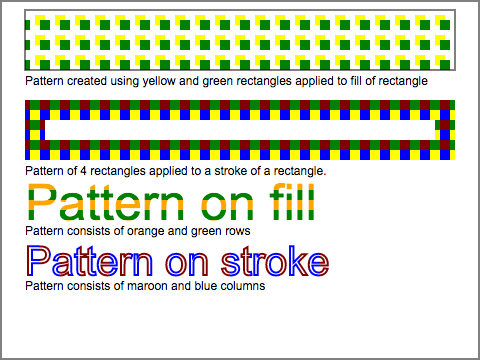 Pattern created using yellow and green rectangles applied to fill of rectangle
Pattern of 4 rectangles applied to a stroke of a rectangle.
Pattern on fill
Pattern consists of orange and green rows
Pattern on stroke
Pattern consists of maroon and blue columns